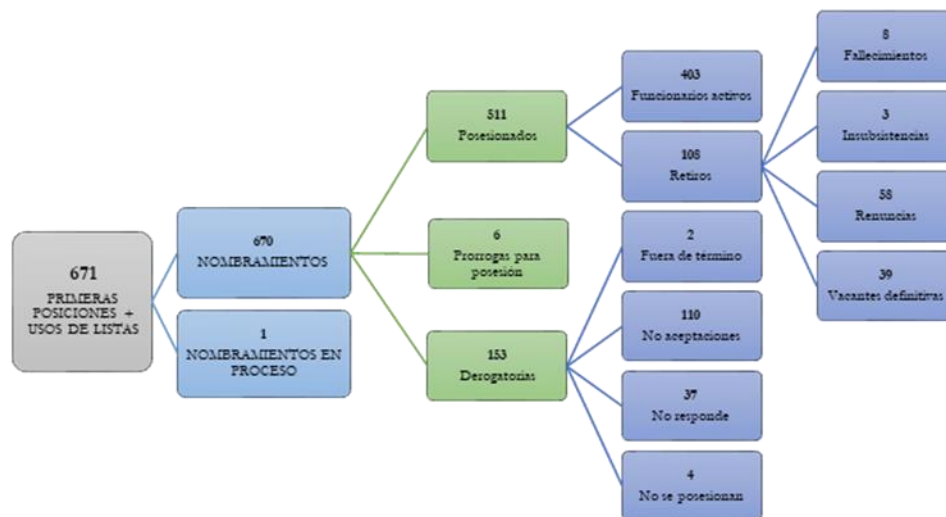 671
PRIMERAS
POSICIONES +
USOS DE LISTAS
670
NOMBRAMIENTOS
1
NOMBRAMIENTOS EN
PROCESO
511
Posesionados
6
Prorrogas para
posesión
153
Derogatorias
403
Funcionarios activos
108
Retiros
2
Fuera de término
110
No aceptaciones
37
No responde
4
No se posesionan
8
Fallecimientos
3
Insubsistencias
58
Renuncias
39
Vacantes definitivas